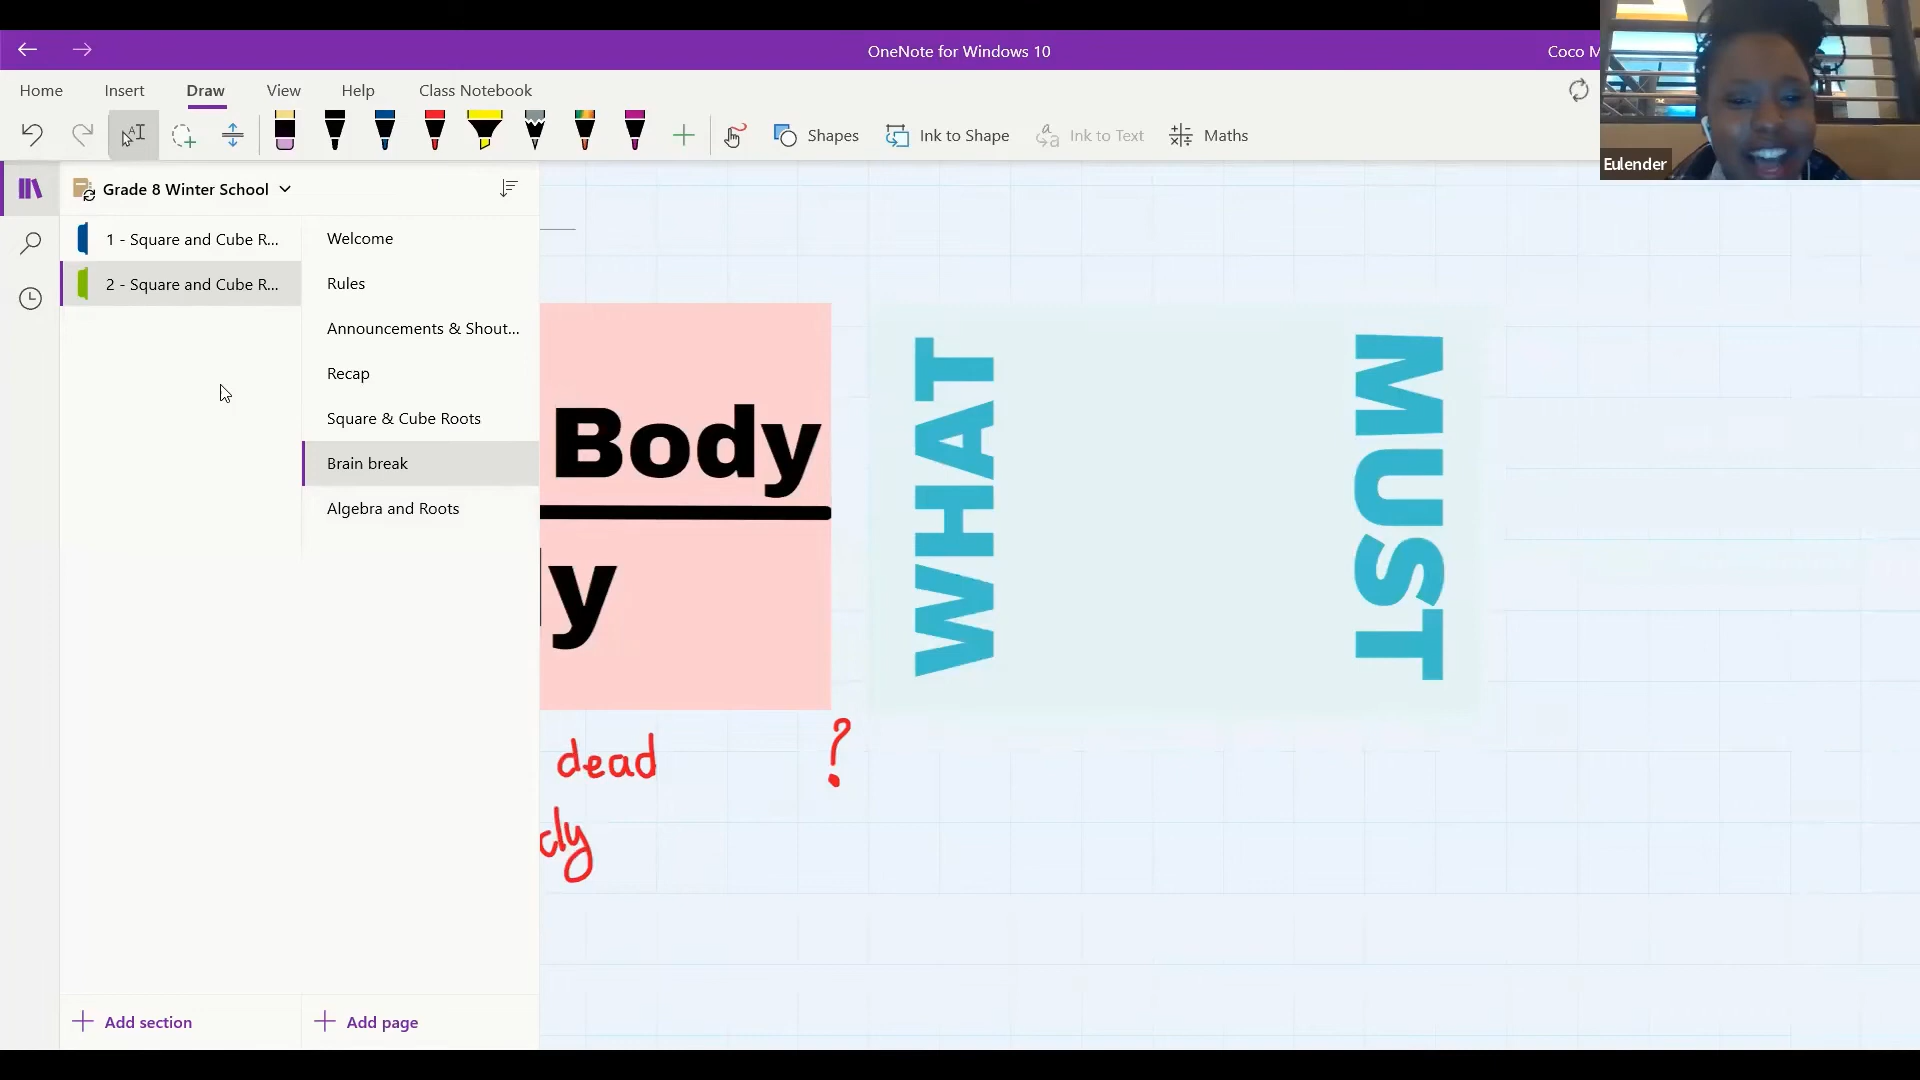 OneNote for Windows 10
Coco M
Home
Insert
Draw
View
Help
Class Notebook
Shapes
Ink to Shape
Ink to Text
Maths
Eulender
Grade 8 Winter School
1 - Square and Cube R...
2 - Square and Cube R...
Welcome
Rules
Announcements & Shout...
Recap
Square & Cube Roots
Brain break
Algebra and Roots
Body
ly
WHAT
MUST
dead
?
Add section
Add page